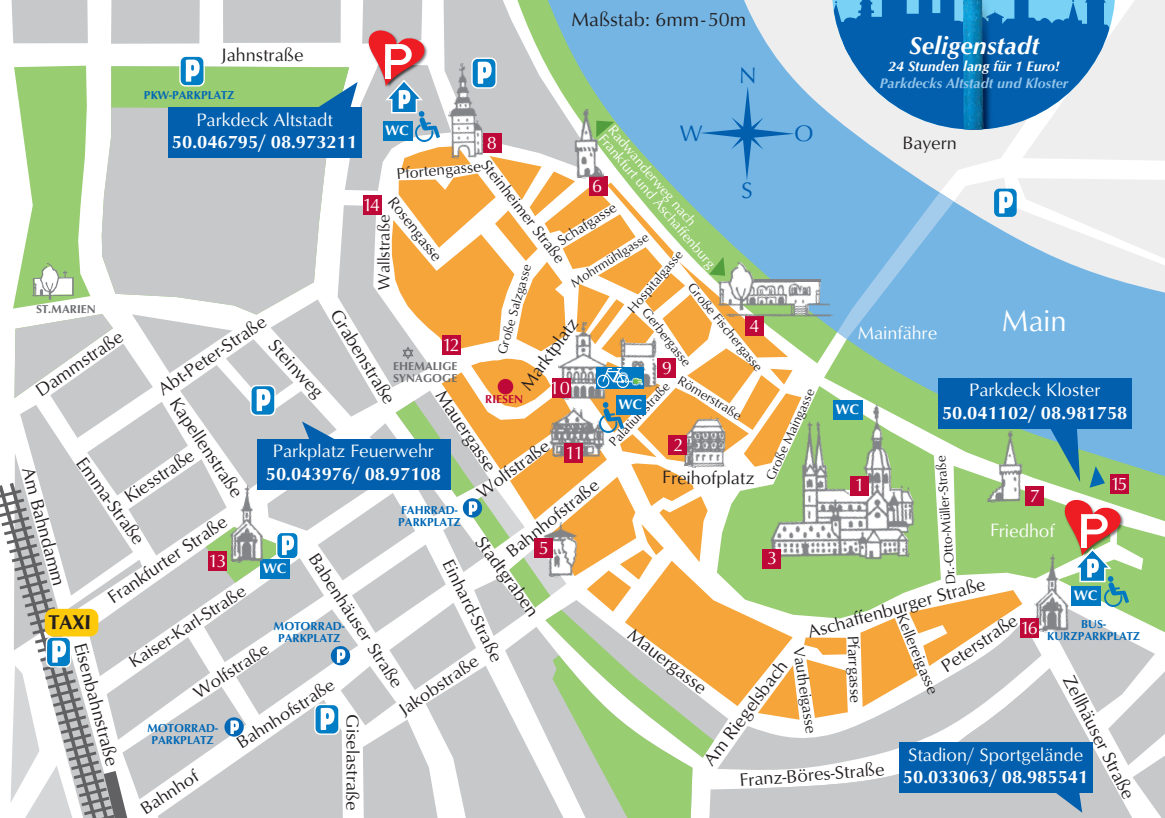 Maßstab: 6mm-50m
Seligenstadt
24 Stunden lang für 1 Euro!
Parkdecks Altstadt und Kloster
Jahnstraße
P
P
P
PKW-PARKPLATZ
P
WC
Parkdeck Altstadt
50.046795/ 08.973211
N
W
O
S
Bayern
P
8
Pfortengasse
Steinheimer Straße
6
Radwanderweg nach
Frankfurt und Aschaffenburg
14
Rosengasse
Wallstraße
Schafgasse
Mohrmühlgasse
Hospitalgasse
Große Salzgasse
Große Fischergasse
Gerbergasse
ST.MARIEN
4
Mainfähre
Main
Dammstraße
Abt-Peter-Straße
Steinweg
Grabenstraße
12
EHEMALIGE
SYNAGOGE
Marktplatz
RIESEN
10
9
WC
Römerstraße
Palatiumstraße
Große Maingasse
Parkdeck Kloster
50.041102/ 08.981758
P
Kapellenstraße
Mauergasse
Parkplatz Feuerwehr
50.043976/ 08.97108
Wolfstraße
11
2
Freihofplatz
WC
1
Dr.-Otto-Müller-Straße
7
15
Friedhof
P
P
WC
Am Bahndamm
Emma-Straße
Kiesstraße
FAHRRAD-
PARKPLATZ
P
Bahnhofstraße
Stadtgraben
5
3
Frankfurter Straße
13
P
WC
Babenhäuser Straße
Einhard-Straße
Aschaffenburger Straße
16
BUS-
KURZPARKPLATZ
TAXI
P
Eisenbahnstraße
Kaiser-Karl-Straße
MOTORRAD-
PARKPLATZ
P
Wolfstraße
Jakobstraße
Mauergasse
Vautheigasse
Pfarrgasse
Kellereigasse
Peterstraße
Zellhäuser Straße
MOTORRAD-
PARKPLATZ
P
Bahnhofstraße
P
Giselastraße
Am Riegelsbach
Bahnhof
Franz-Böres-Straße
Stadion/ Sportgelände
50.033063/ 08.985541